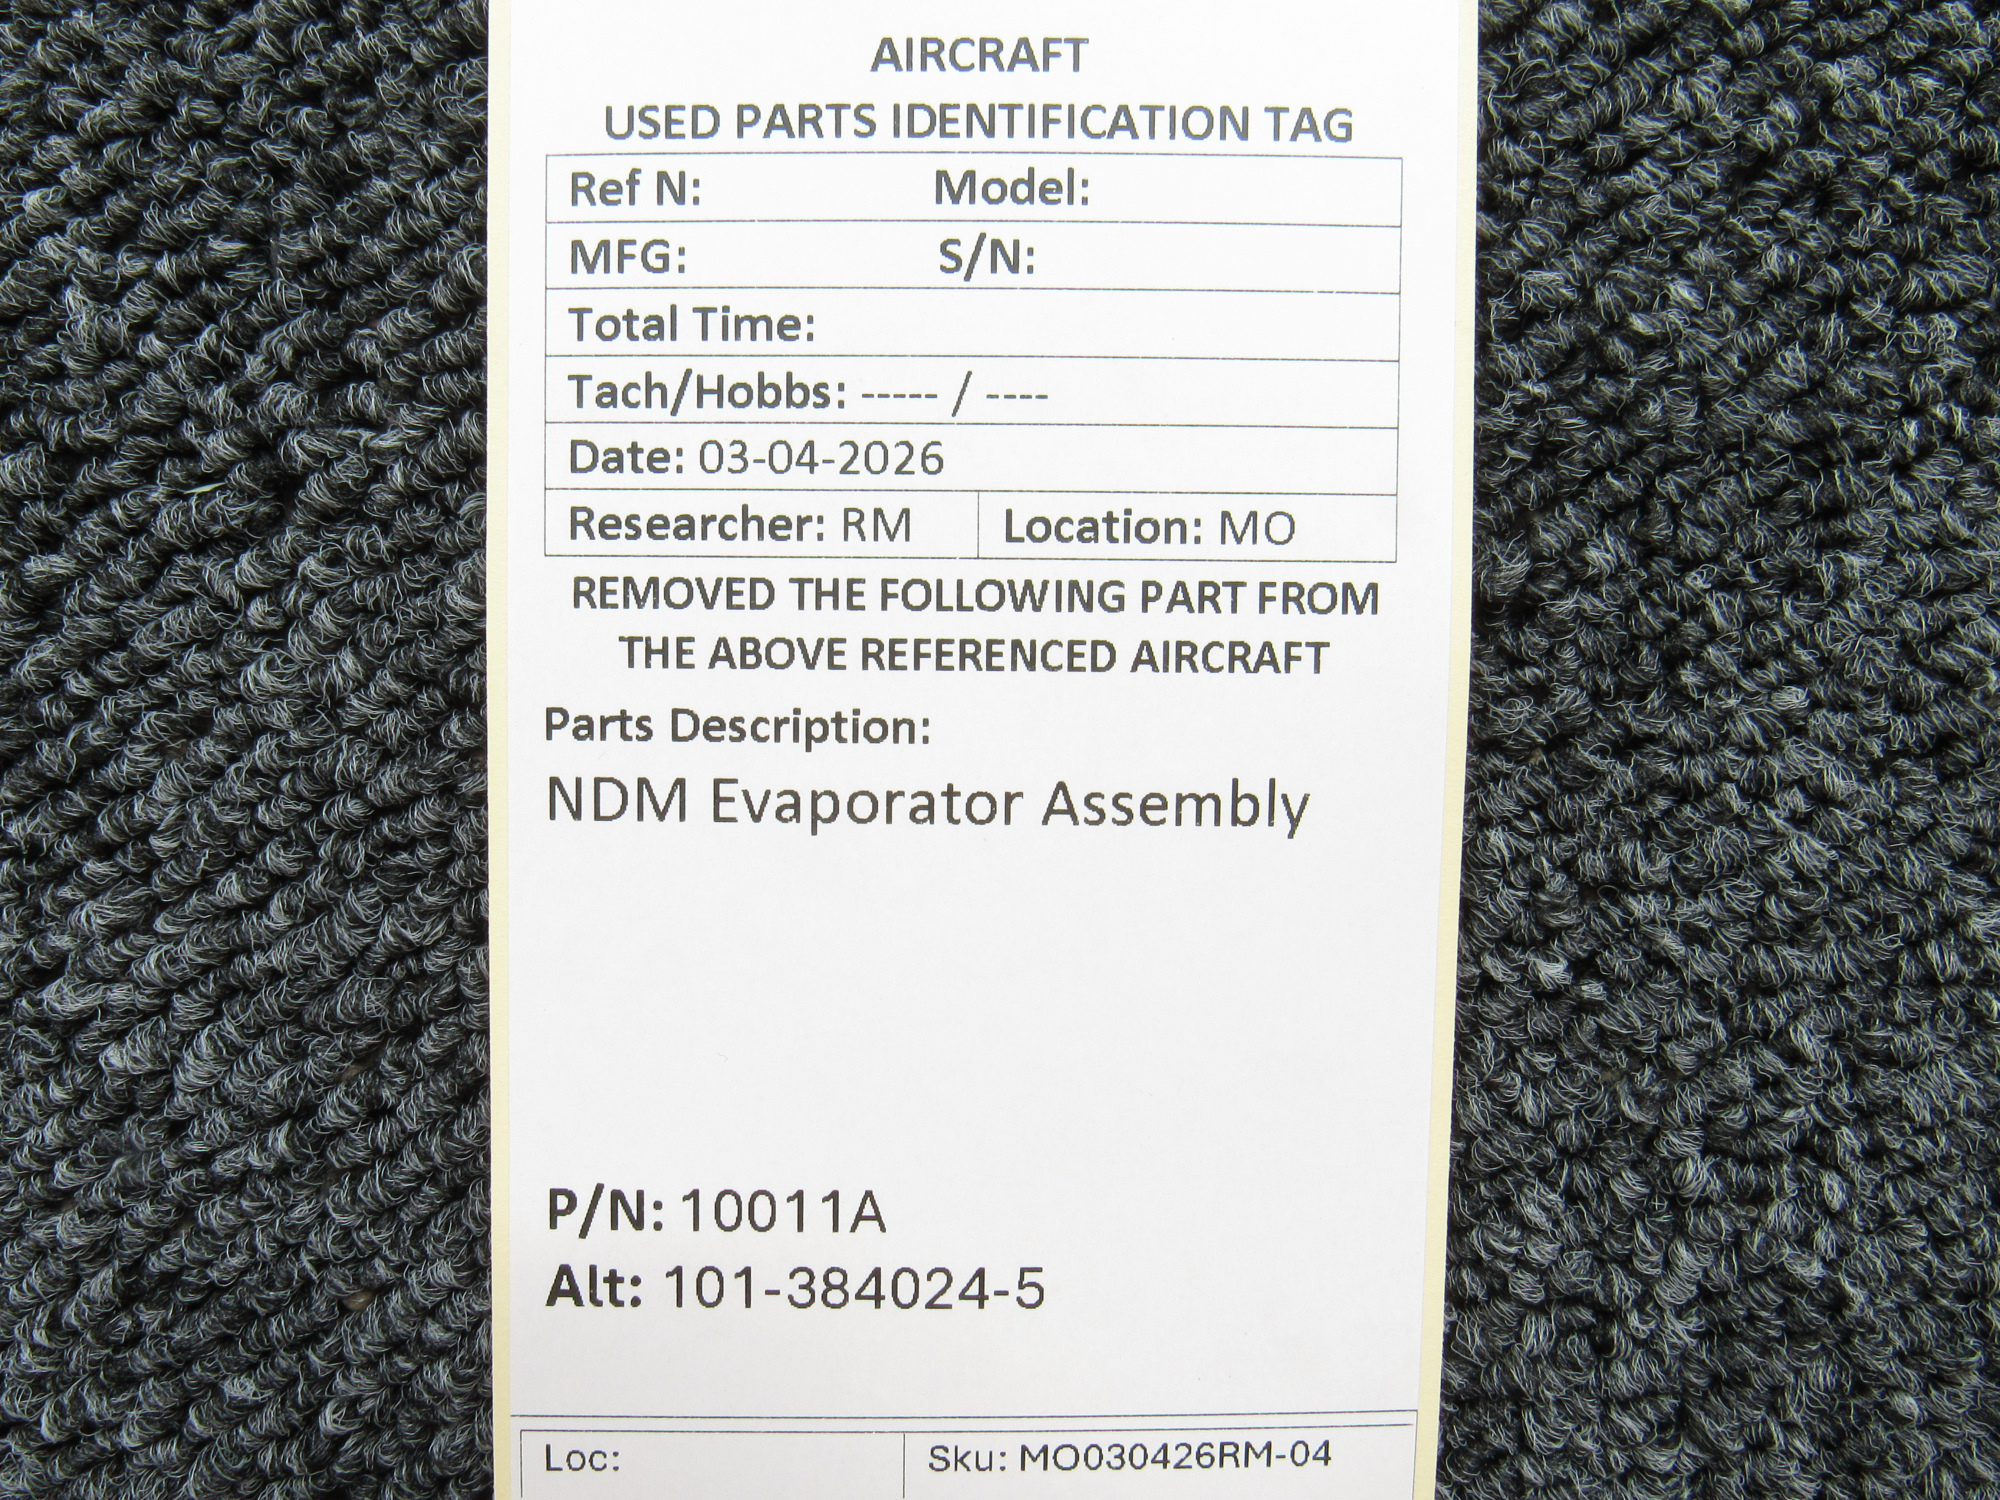 AIRCRAFT
USED PARTS IDENTIFICATION TAG
Ref N: Model:
MFG: S/N:
Total Time:
Tach/Hobbs: ----- / ----
Date: 03-04-2026
Researcher: RM Location: MO
REMOVED THE FOLLOWING PART FROM
THE ABOVE REFERENCED AIRCRAFT
Parts Description:
NDM Evaporator Assembly
P/N: 10011A
Alt: 101-384024-5
Loc: Sku: MO030426RM-04